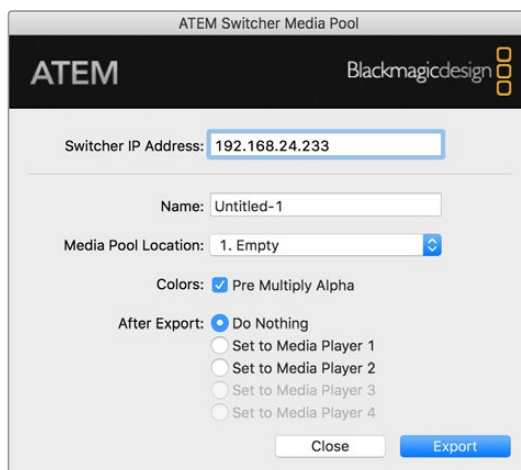 ATEM Switcher Media Pool
ATEM
Blackmagicdesign
Switcher IP Address: 192.168.24.233
Name: Untitled-1
Media Pool Location: 1. Empty
Colors: Pre Multiply Alpha
After Export: Do Nothing
Set to Media Player 1
Set to Media Player 2
Set to Media Player 3
Set to Media Player 4
Close Export